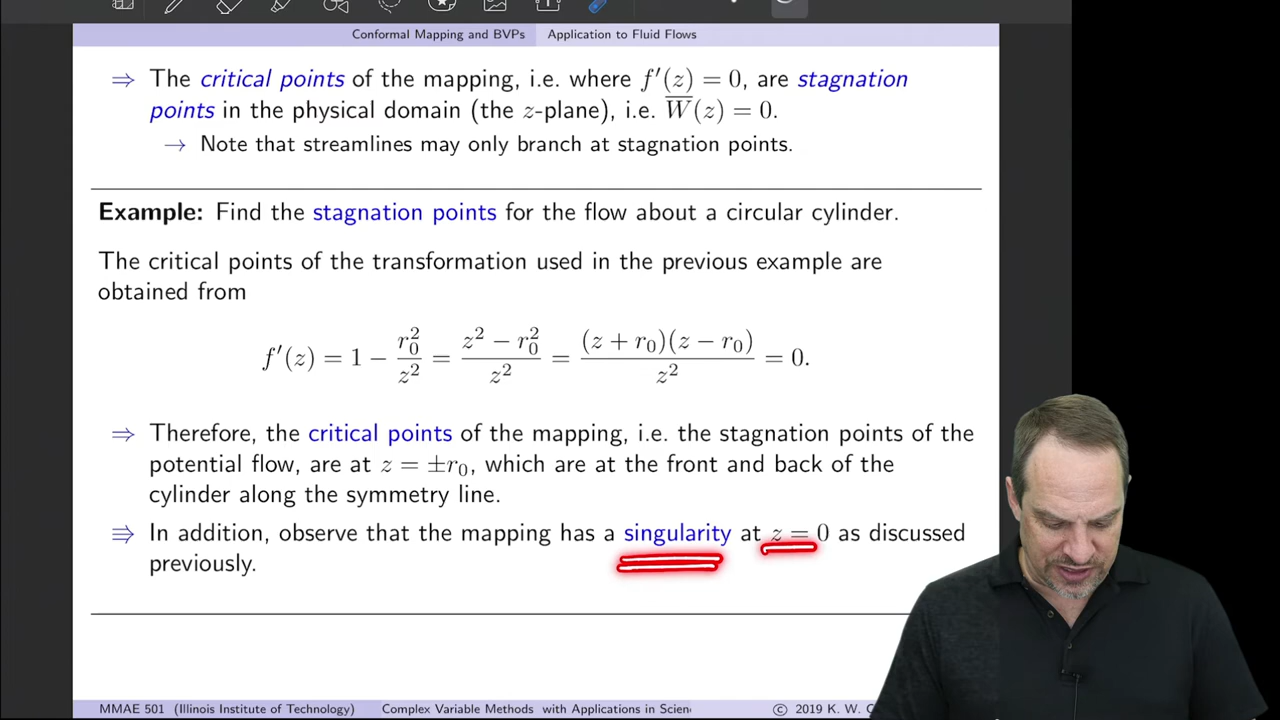 Conformal Mapping and BVPs Application to Fluid Flows
⇒ The critical points of the mapping, i.e. where f′(z) = 0, are stagnation
points in the physical domain (the z-plane), i.e. W̅(z) = 0.
→ Note that streamlines may only branch at stagnation points.
Example: Find the stagnation points for the flow about a circular cylinder.
The critical points of the transformation used in the previous example are
obtained from
f′(z) = 1 − r₀²/z² = (z² − r₀²)/z² = (z + r₀)(z − r₀)/z² = 0.
⇒ Therefore, the critical points of the mapping, i.e. the stagnation points of the
potential flow, are at z = ±r₀, which are at the front and back of the
cylinder along the symmetry line.
⇛ In addition, observe that the mapping has a singularity at z = 0 as discussed
previously.
MMAE 501 (Illinois Institute of Technology) Complex Variable Methods with Applications in © 2019 K. W.